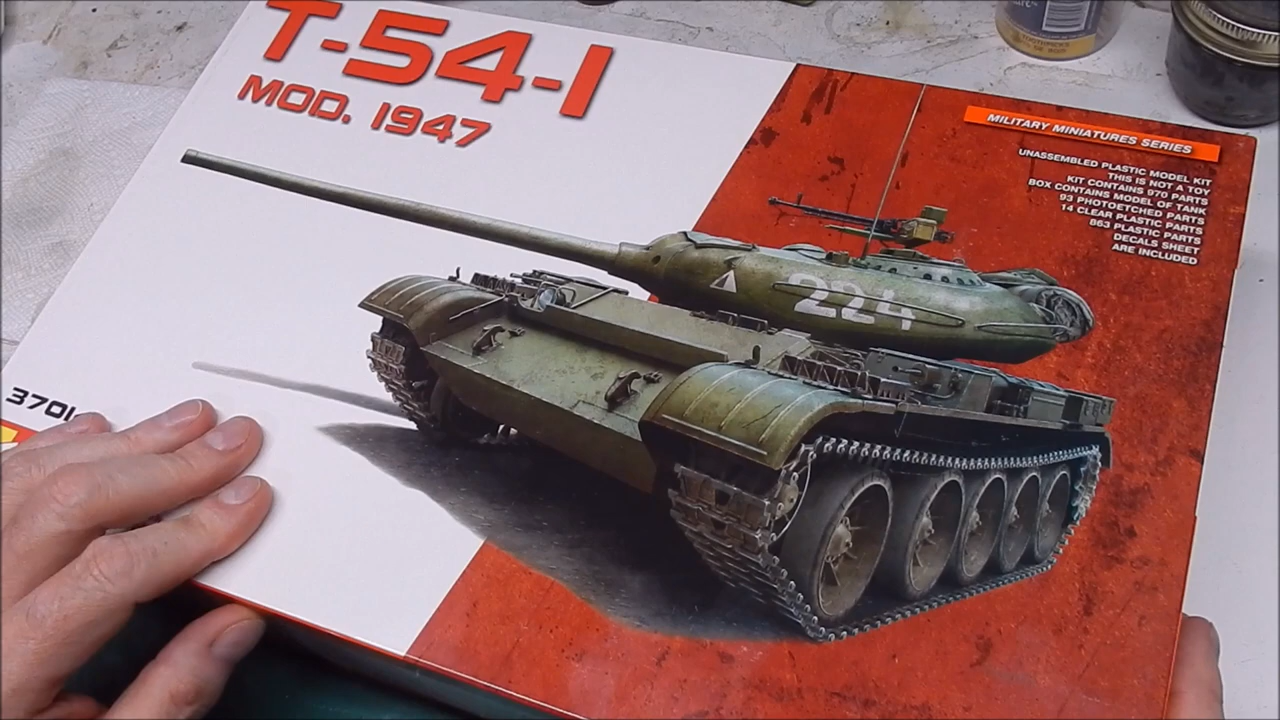 T-54-1
MOD. 1947
MILITARY MINIATURES SERIES
UNASSEMBLED PLASTIC MODEL KIT
THIS IS NOT A TOY
KIT CONTAINS 970 PARTS
BOX CONTAINS MODEL OF TANK
93 PHOTOETCHED PARTS
14 CLEAR PLASTIC PARTS
863 PLASTIC PARTS
DECALS SHEET
ARE INCLUDED
224